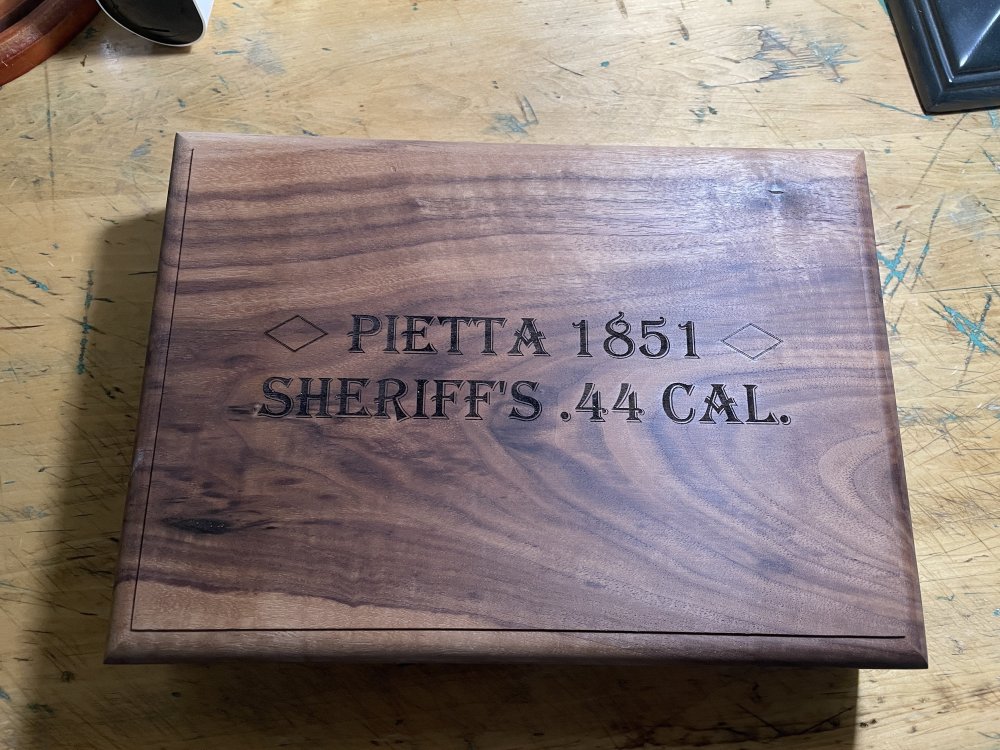 PIETTA 1851
SHERIFF'S .44 CAL.